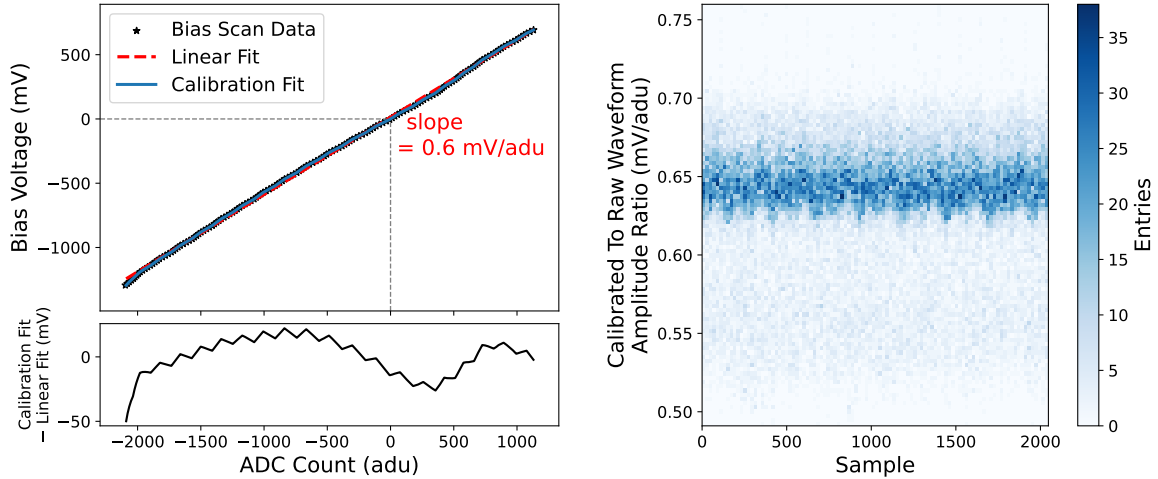 Bias Scan Data
Linear Fit
Calibration Fit
500
0
−500
−1000
Bias Voltage (mV)
slope
= 0.6 mV/adu
0
−50
Calibration Fit
− Linear Fit (mV)
−2000 −1500 −1000 −500 0 500 1000
ADC Count (adu)
0.75
0.70
0.65
0.60
0.55
0.50
Calibrated To Raw Waveform
Amplitude Ratio (mV/adu)
0 500 1000 1500 2000
Sample
35
30
25
20
15
10
5
0
Entries